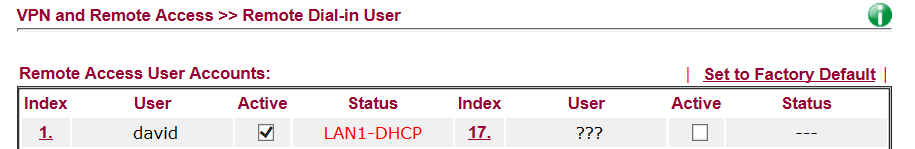 VPN and Remote Access >> Remote Dial-in User
Remote Access User Accounts: | Set to Factory Default |
Index User Active Status Index User Active Status
1. david LAN1-DHCP 17. ??? ---